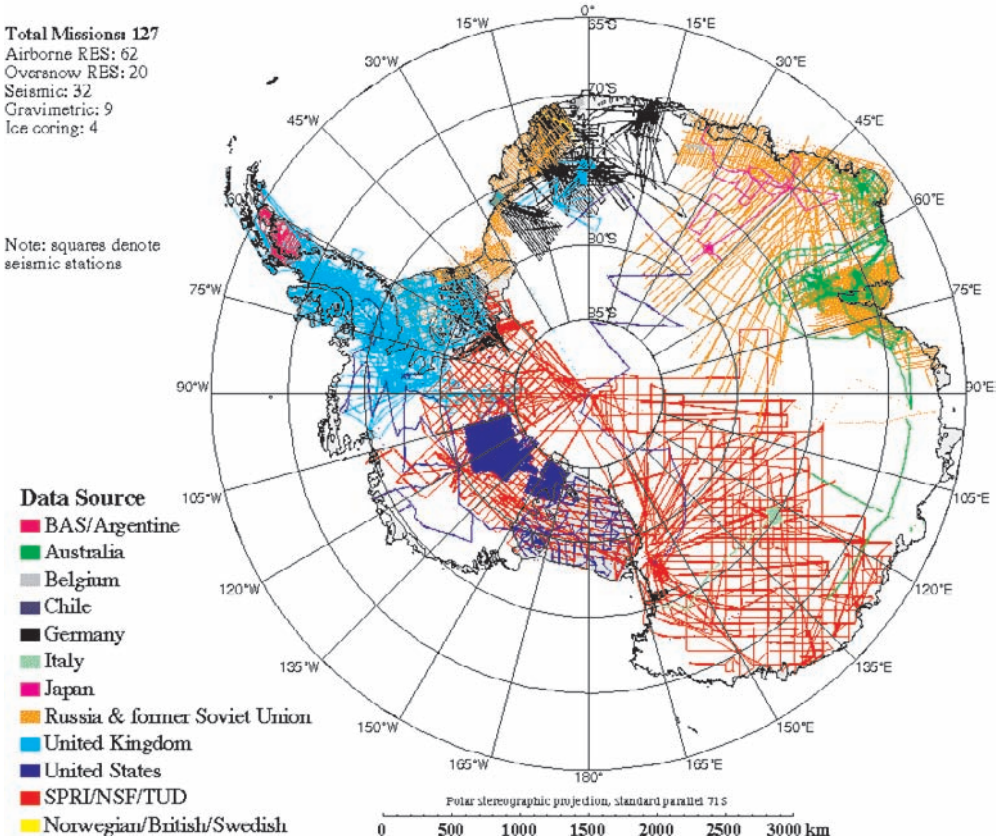 Total Missions: 127
Airborne RES: 62
Oversnow RES: 20
Seismic: 32
Gravimetric: 9
Ice coring: 4
Note: squares denote
seismic stations
0°
15°W
15°E
65°S
30°W
30°E
70°S
45°W
45°E
60°E
80°S
75°W
75°E
85°S
90°W
90°E
105°W
105°E
120°W
120°E
135°W
135°E
150°W
150°E
165°W
165°E
180°
Data Source
BAS/Argentine
Australia
Belgium
Chile
Germany
Italy
Japan
Russia & former Soviet Union
United Kingdom
United States
SPRI/NSF/TUD
Norwegian/British/Swedish
Polar stereographic projection, standard parallel 71S
0 500 1000 1500 2000 2500 3000 km